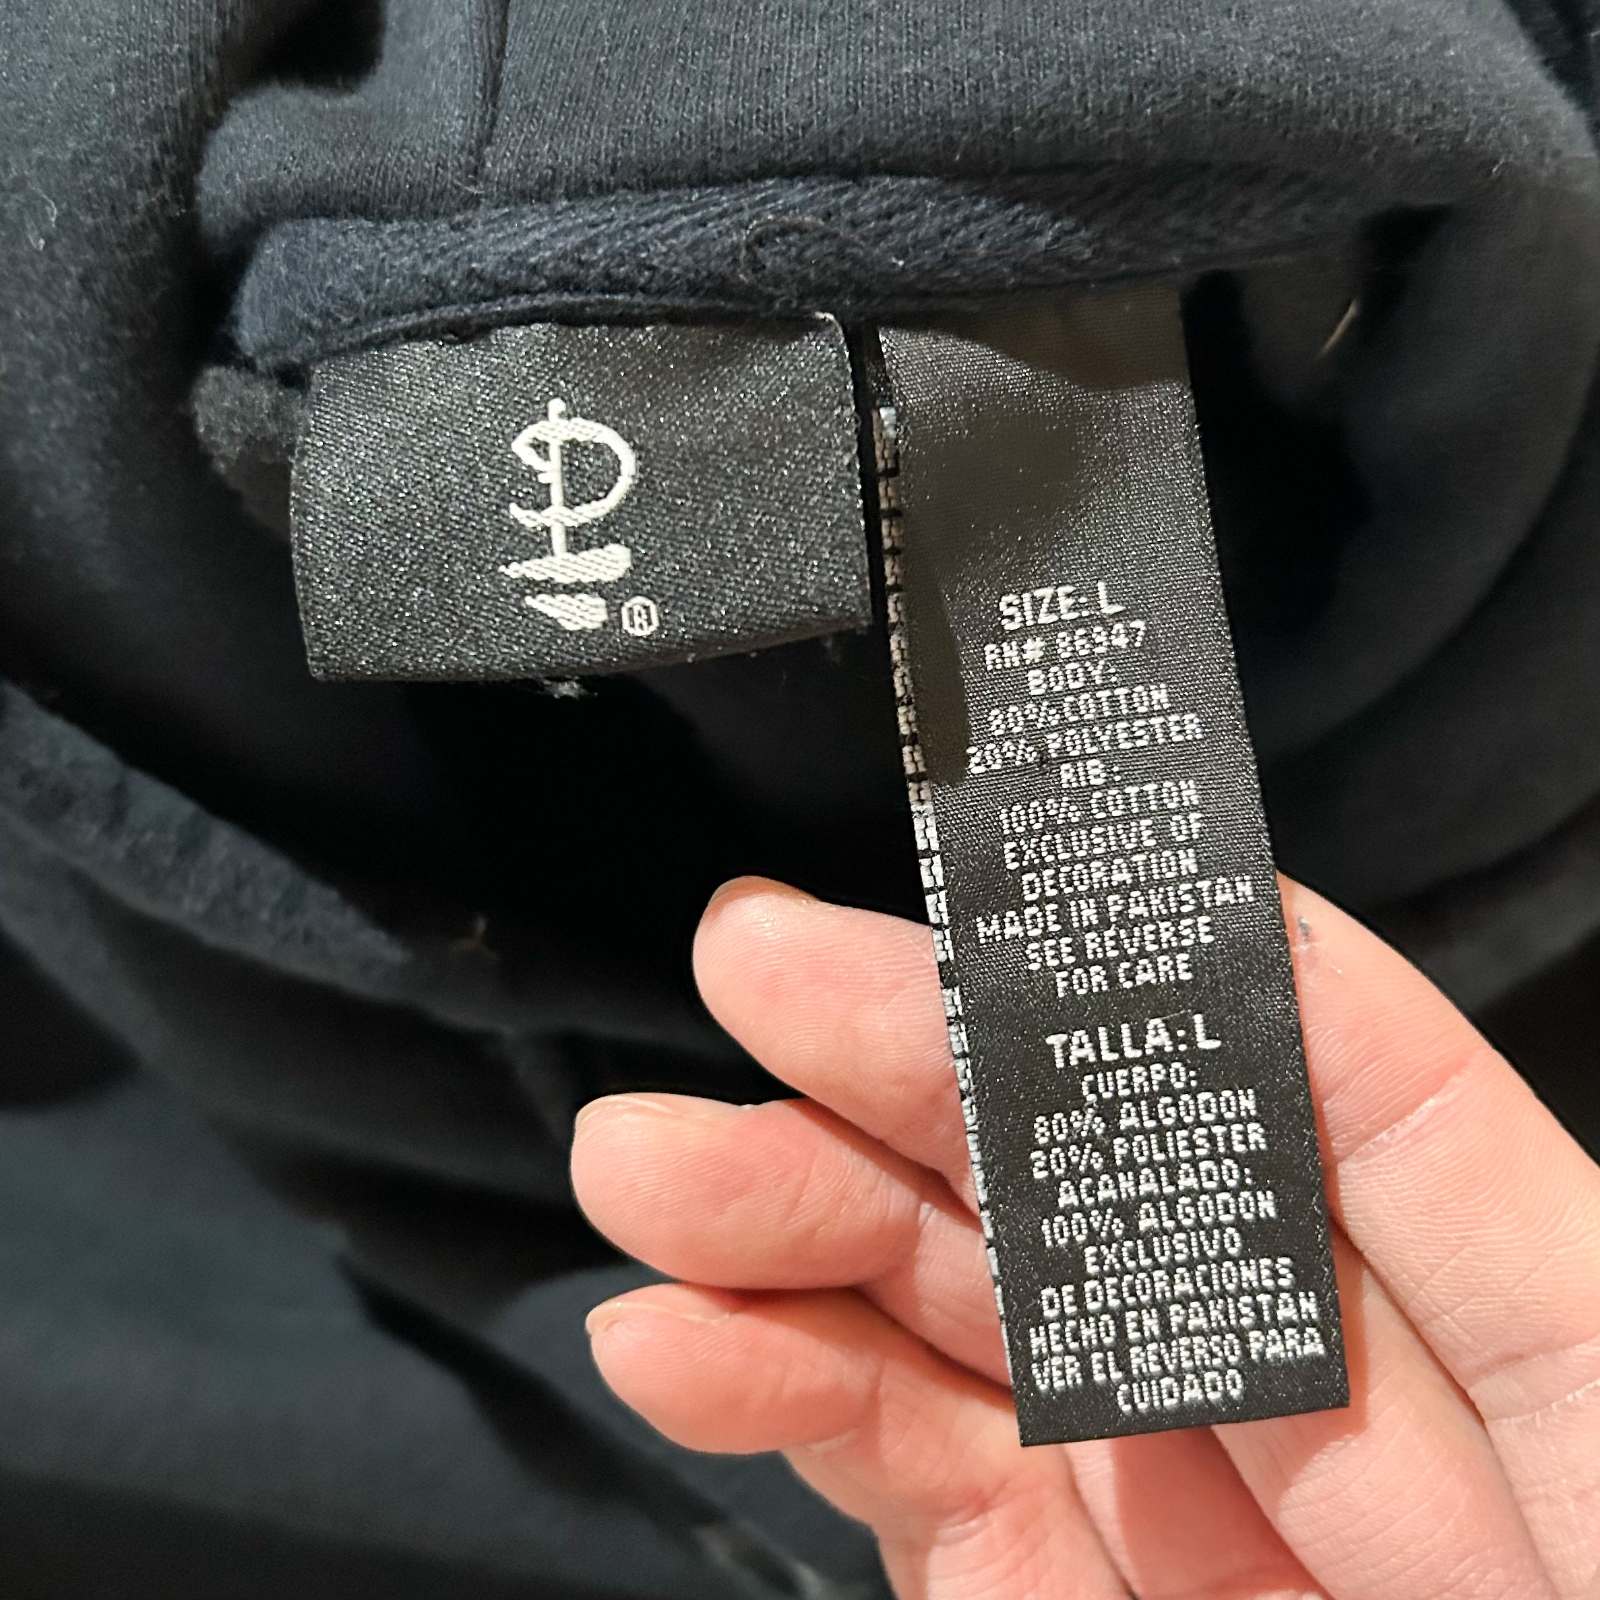 ®
SIZE: L
RN# 86947
BODY:
80% COTTON
20% POLYESTER
RIB:
100% COTTON
EXCLUSIVE OF
DECORATION
MADE IN PAKISTAN
SEE REVERSE
FOR CARE
TALLA: L
CUERPO:
80% ALGODON
20% POLIESTER
ACANALADO:
100% ALGODON
EXCLUSIVO
DE DECORACIONES
HECHO EN PAKISTAN
VER EL REVERSO PARA
CUIDADO